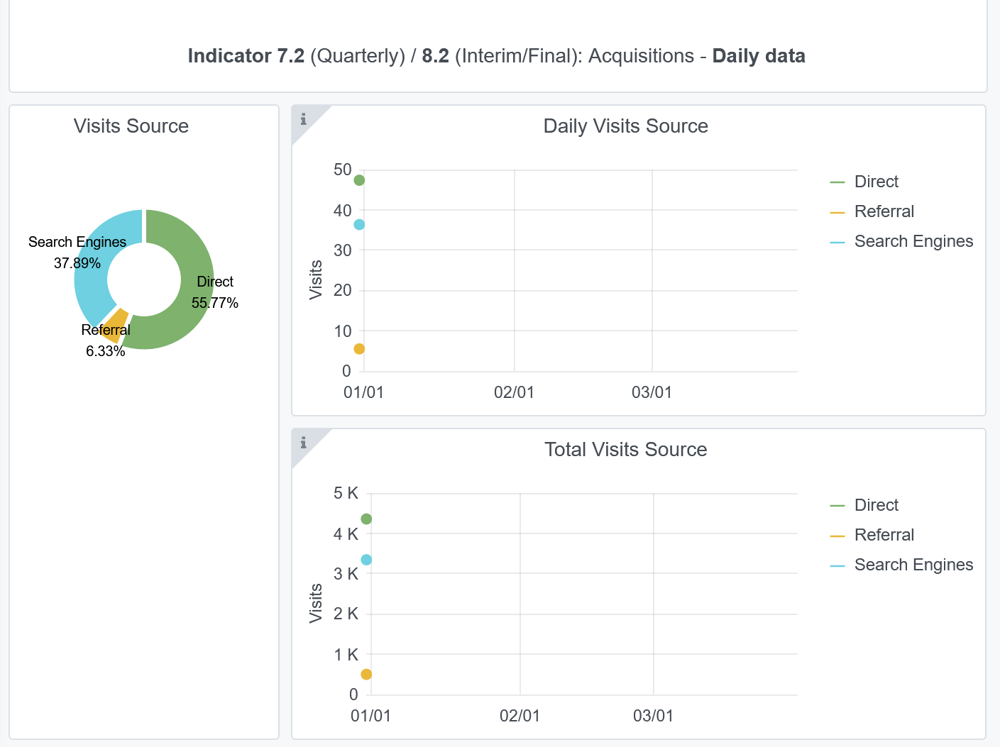 Indicator 7.2 (Quarterly) / 8.2 (Interim/Final): Acquisitions - Daily data
Visits Source
Search Engines
37.89%
Direct
55.77%
Referral
6.33%
i
Daily Visits Source
50
40
30
20
10
0
Visits
01/01 02/01 03/01
Direct
Referral
Search Engines
i
Total Visits Source
5 K
4 K
3 K
2 K
1 K
0
Visits
01/01 02/01 03/01
Direct
Referral
Search Engines